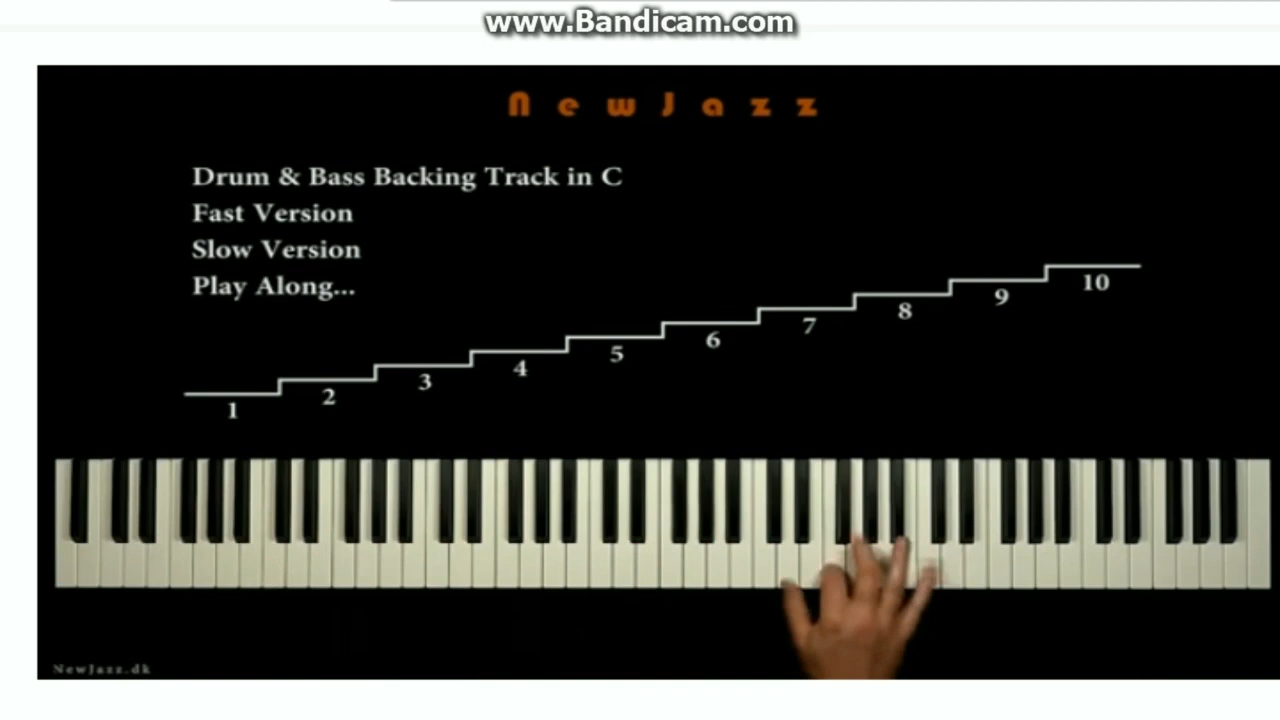 www.Bandicam.com
NewJazz
Drum & Bass Backing Track in C
Fast Version
Slow Version
Play Along...
1
2
3
4
5
6
7
8
9
10
NewJazz.dk